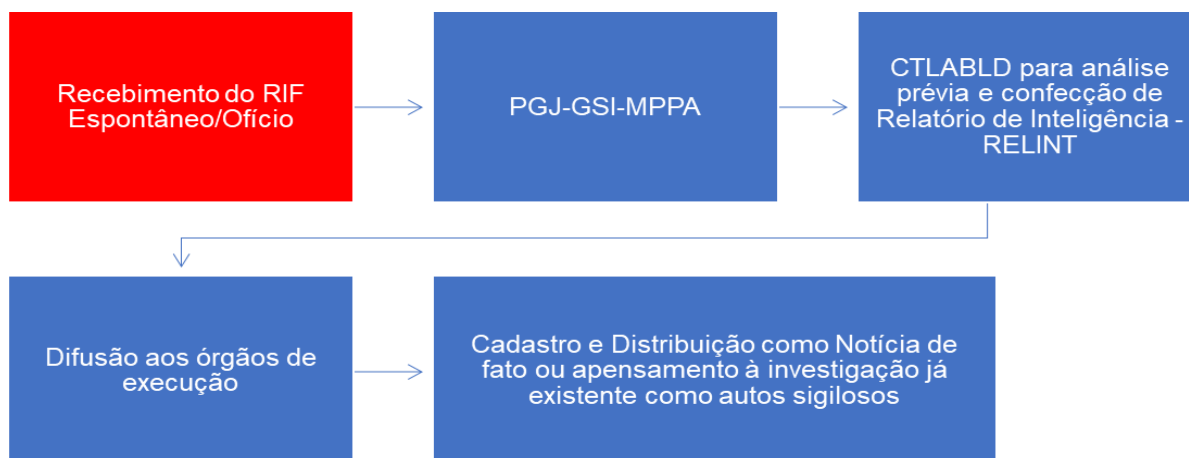 Recebimento do RIF
Espontâneo/Ofício
PGJ-GSI-MPPA
CTLABLD para análise
prévia e confecção de
Relatório de Inteligência -
RELINT
Difusão aos órgãos de
execução
Cadastro e Distribuição como Notícia de
fato ou apensamento à investigação já
existente como autos sigilosos